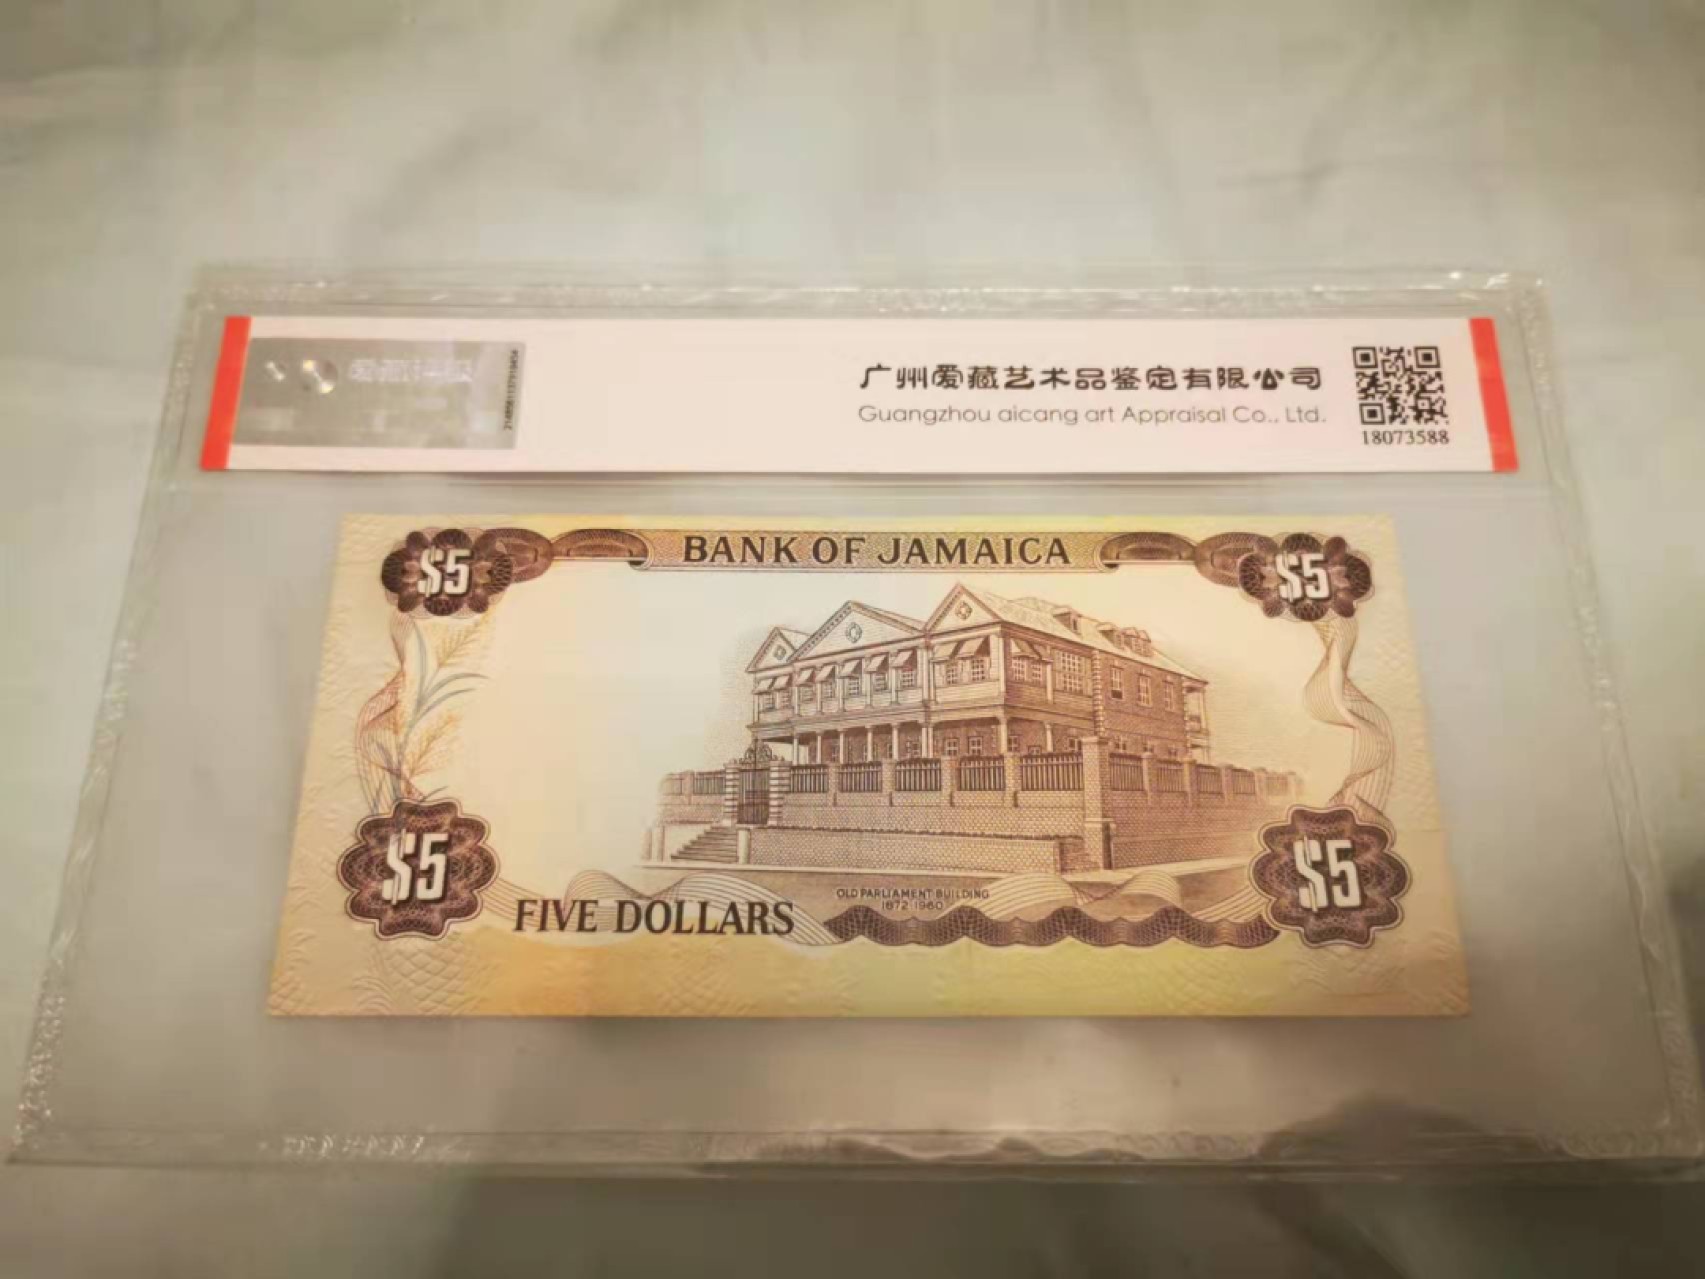 广州爱藏艺术品鉴定有限公司
Guangzhou aicang art Appraisal Co., Ltd.
18073588
$5
BANK OF JAMAICA
$5
$5
FIVE DOLLARS
OLD PARLIAMENT BUILDING
1872-1960
$5